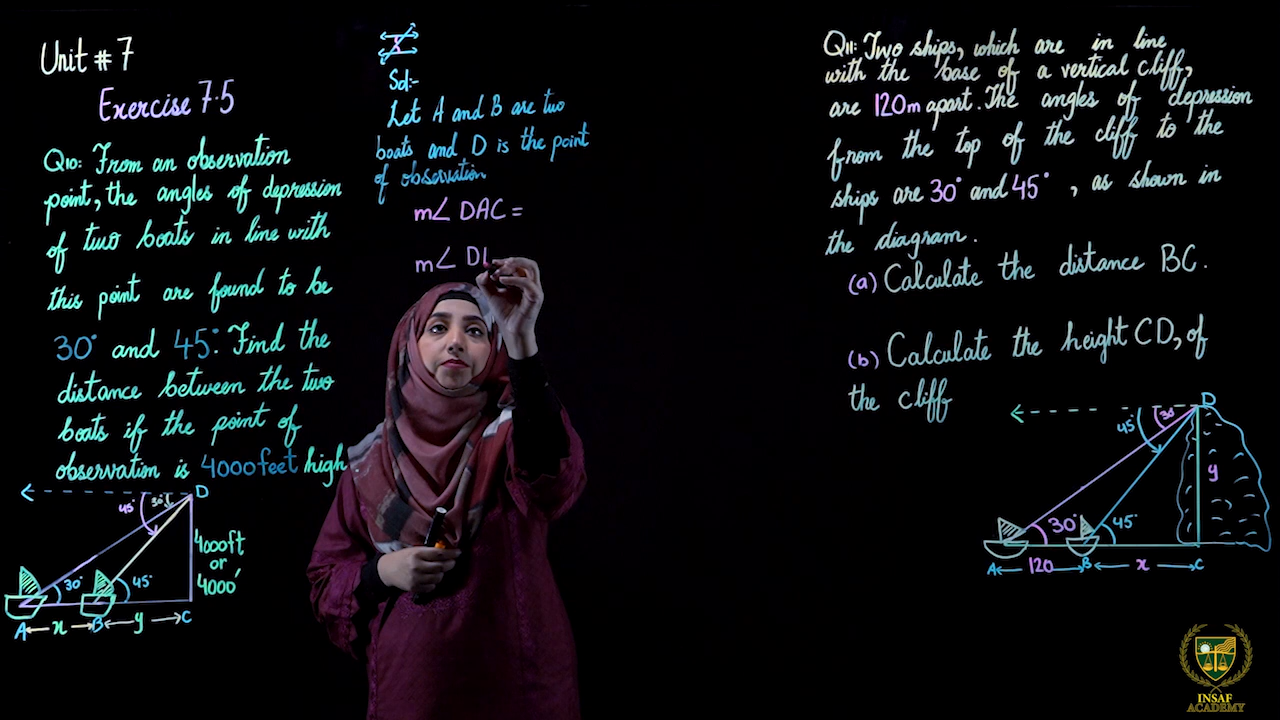 Unit # 7
Exercise 7.5
Q10: From an observation
point, the angles of depression
of two boats in line with
this point are found to be
30° and 45°. Find the
distance between the two
boats if the point of
observation is 4000 feet high.
D
45° 30°
4000ft
or
4000'
30° 45°
A x B y C
Sol:-
Let A and B are two
boats and D is the point
of observation.
m∠ DAC =
m∠ D
Q11: Two ships, which are in line
with the base of a vertical cliff,
are 120m apart. The angles of depression
from the top of the cliff to the
ships are 30° and 45°, as shown in
the diagram.
(a) Calculate the distance BC.
(b) Calculate the height CD, of
the cliff
D
45° 30°
y
30° 45°
A 120 B x C
INSAF
ACADEMY